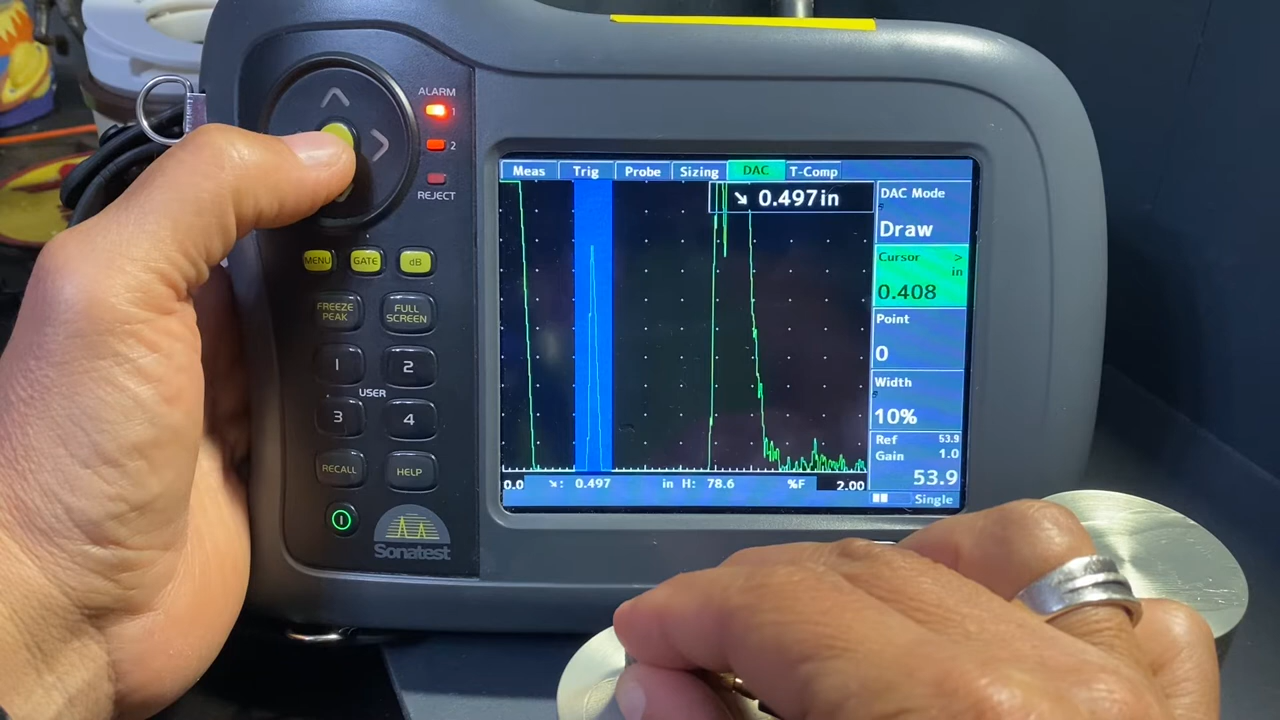 ALARM
1
2
REJECT
MENU
GATE
dB
FREEZE
PEAK
FULL
SCREEN
1
2
USER
3
4
RECALL
HELP
Sonatest
Meas Trig Probe Sizing DAC T-Comp
↘ 0.497in
DAC Mode
Draw
Cursor >
in
0.408
Point
0
Width
10%
Ref 53.9
Gain 1.0
53.9
0.0 ↘: 0.497 in H: 78.6 %F 2.00
Single